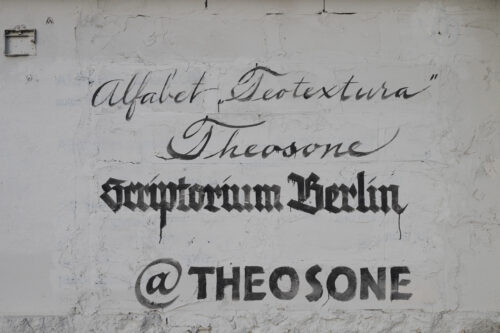 Alfabet „Teotextura”
Theosone
Scriptorium Berlin
@THEOSONE